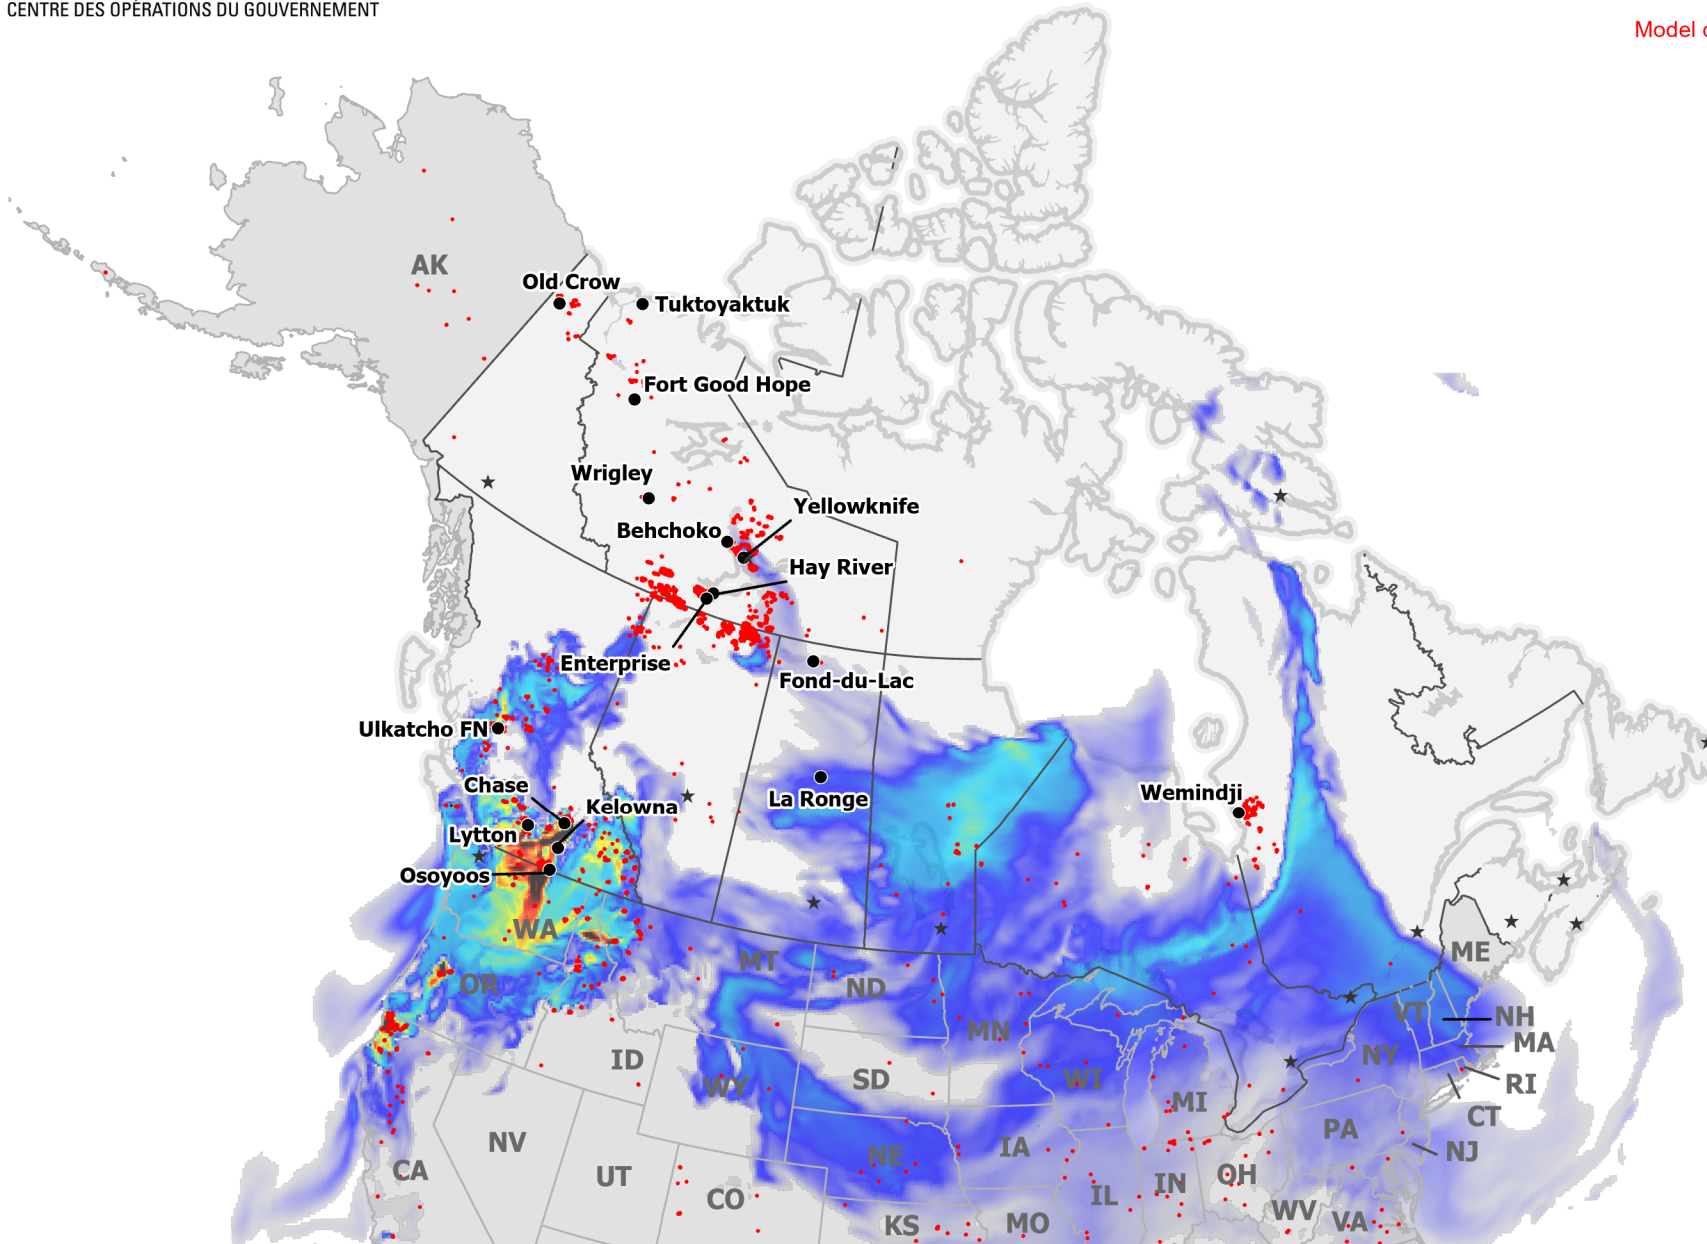 CENTRE DES OPÉRATIONS DU GOUVERNEMENT
Model
AK
Old Crow
Tuktoyaktuk
Fort Good Hope
Wrigley
Yellowknife
Behchoko
Hay River
Enterprise
Fond-du-Lac
Ulkatcho FN
Chase
Kelowna
La Ronge
Wemindji
Lytton
Osoyoos
WA
ME
MT
OR
ND
VT
NH
MN
MA
NY
ID
SD
WI
WY
RI
MI
CT
PA
NV
NE
IA
NJ
CA
UT
OH
IN
CO
IL
WV
VA
KS
MO